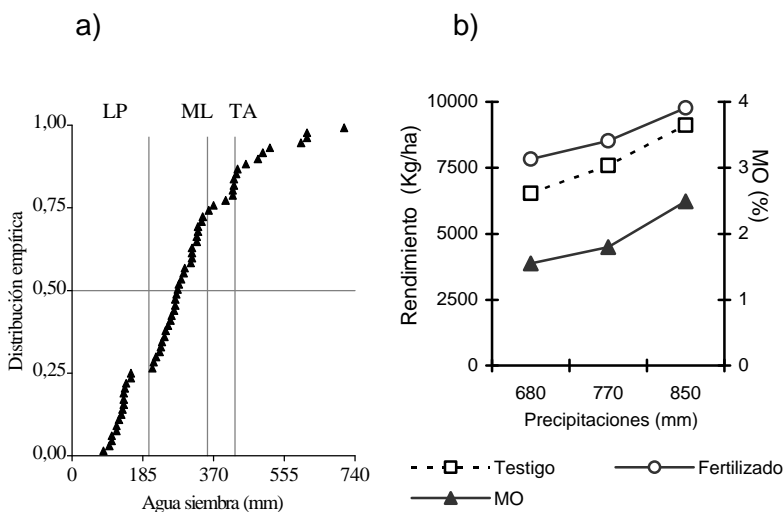 a)
LP ML TA
1,00
0,75
0,50
0,25
0,00
Distribución empírica
0 185 370 555 740
Agua siembra (mm)
b)
10000
7500
5000
2500
0
Rendimiento (Kg/ha)
4
3
2
1
0
MO (%)
680 770 850
Precipitaciones (mm)
Testigo Fertilizado
MO